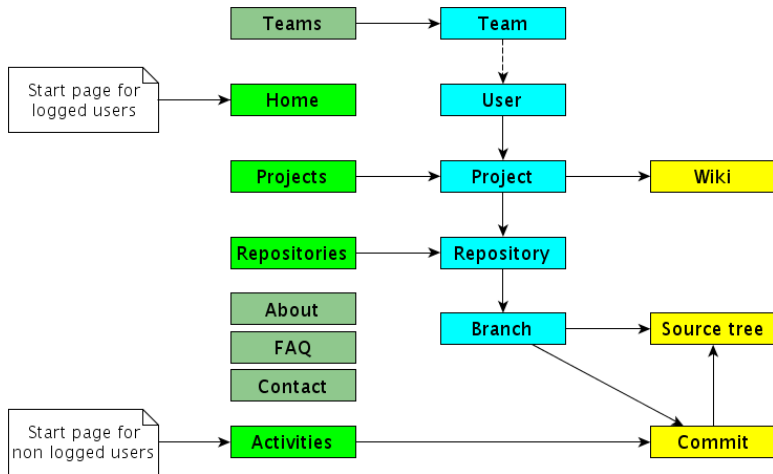 Teams
Team
Start page for
logged users
Home
User
Projects
Project
Wiki
Repositories
Repository
About
Branch
Source tree
FAQ
Contact
Start page for
non logged users
Activities
Commit